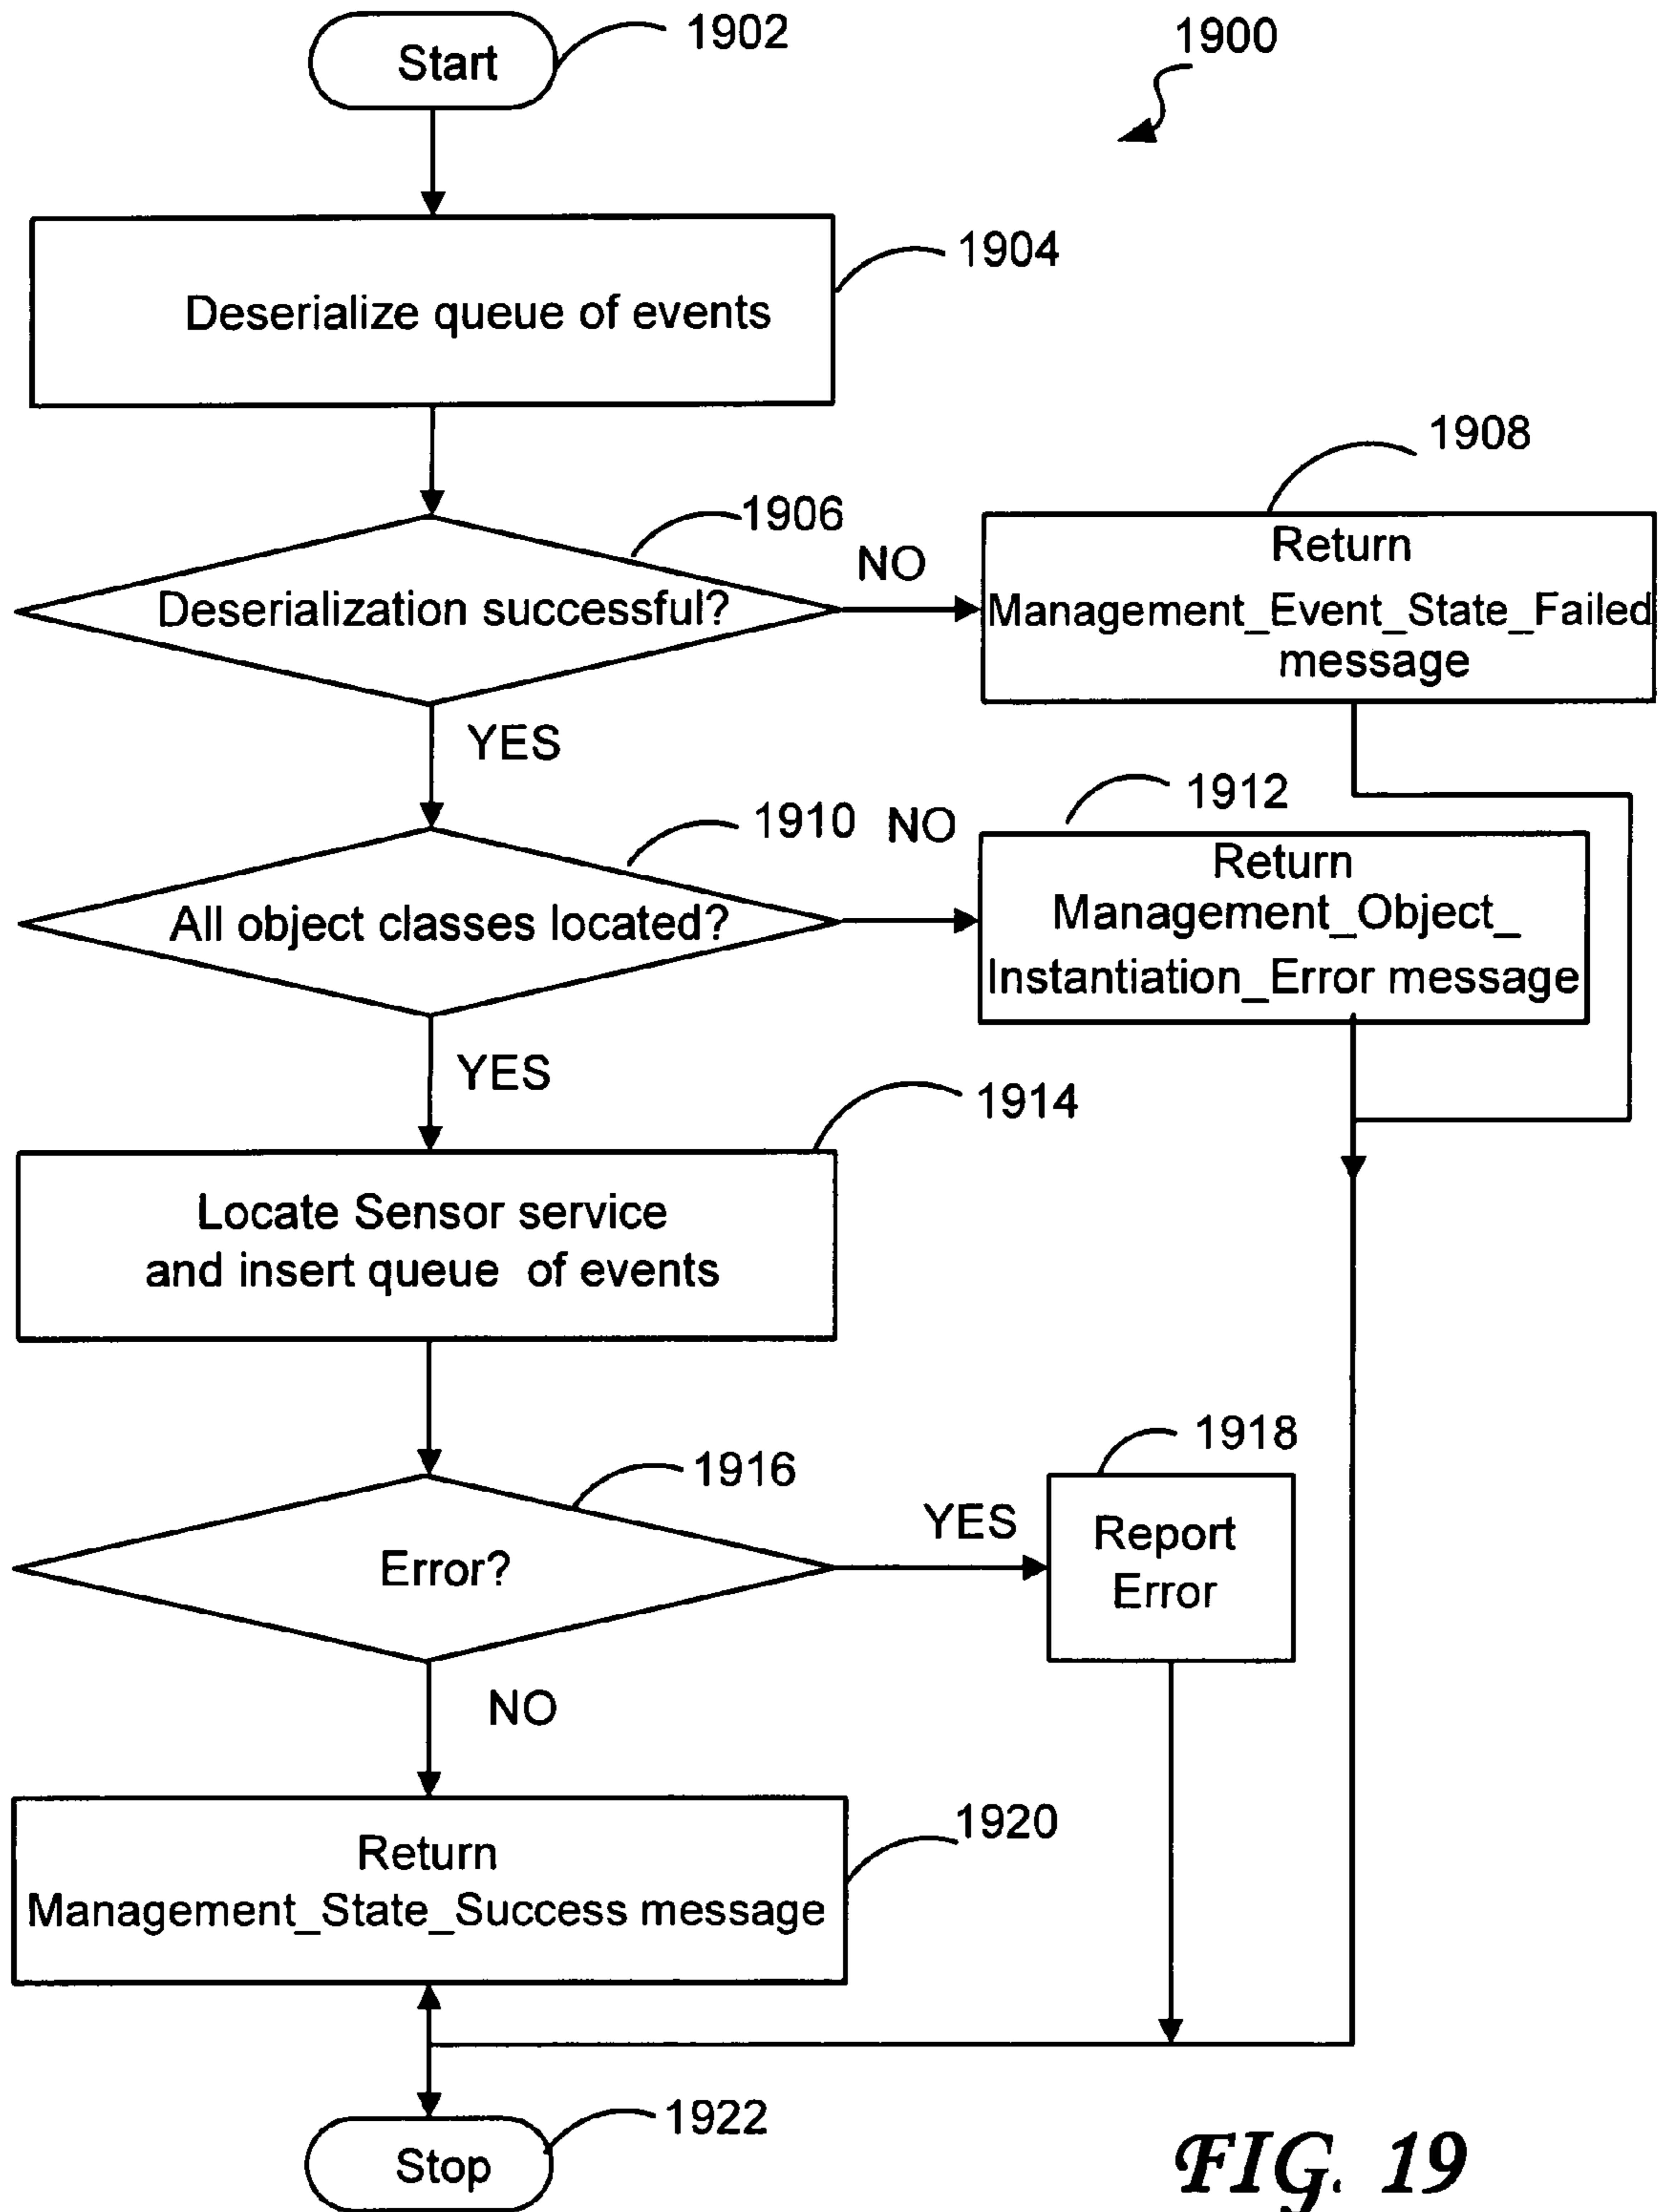 Start
1902
1900
1904
Deserialize queue of events
1908
1906
NO
Deserialization successful?
Return
Management_Event_State_Failed
message
YES
1912
1910
NO
All object classes located?
Return
Management_Object_
Instantiation_Error message
YES
1914
Locate Sensor service
and insert queue of events
1918
1916
YES
Error?
Report
Error
NO
1920
Return
Management_State_Success message
1922
Stop
FIG. 19